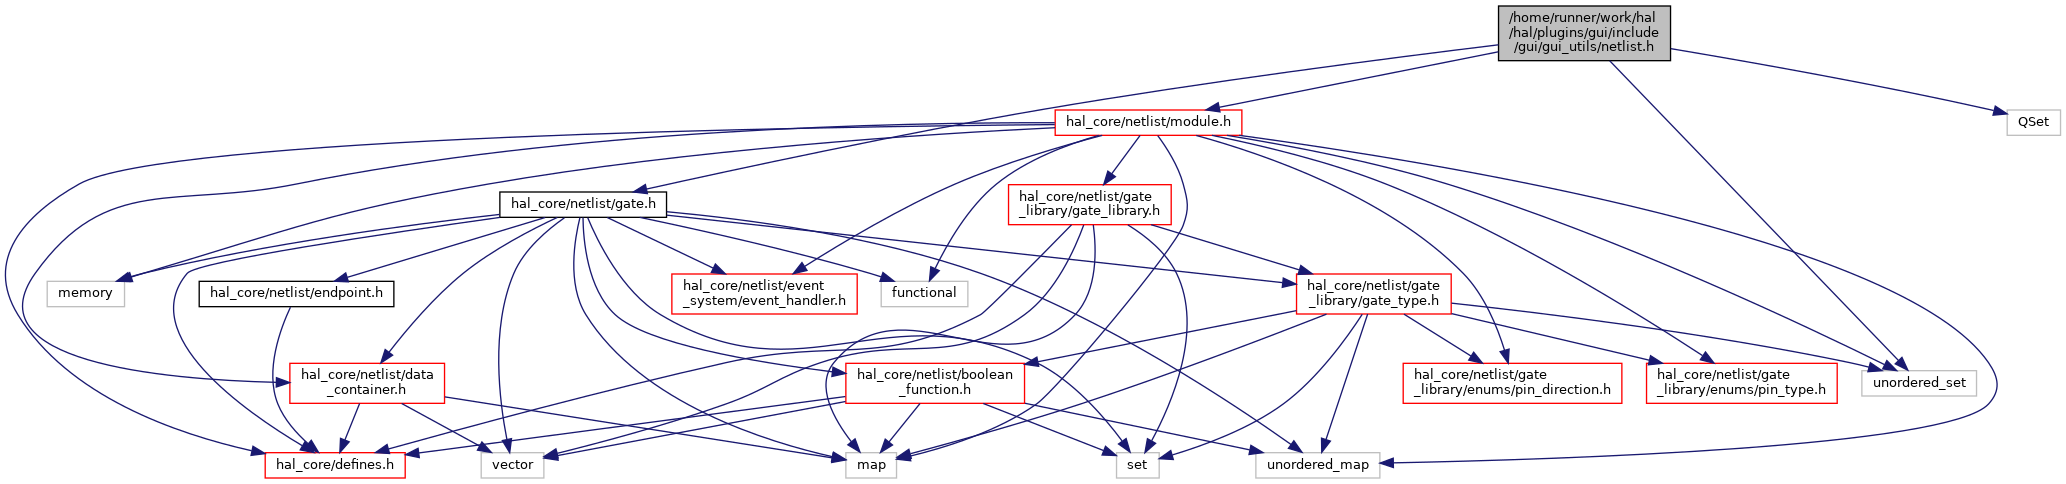 /home/runner/work/hal
/hal/plugins/gui/include
/gui/gui_utils/netlist.h
hal_core/netlist/module.h
QSet
hal_core/netlist/gate.h
hal_core/netlist/gate
_library/gate_library.h
memory
hal_core/netlist/endpoint.h
hal_core/netlist/event
_system/event_handler.h
functional
hal_core/netlist/gate
_library/gate_type.h
hal_core/netlist/data
_container.h
hal_core/netlist/boolean
_function.h
hal_core/netlist/gate
_library/enums/pin_direction.h
hal_core/netlist/gate
_library/enums/pin_type.h
unordered_set
hal_core/defines.h
vector
map
set
unordered_map